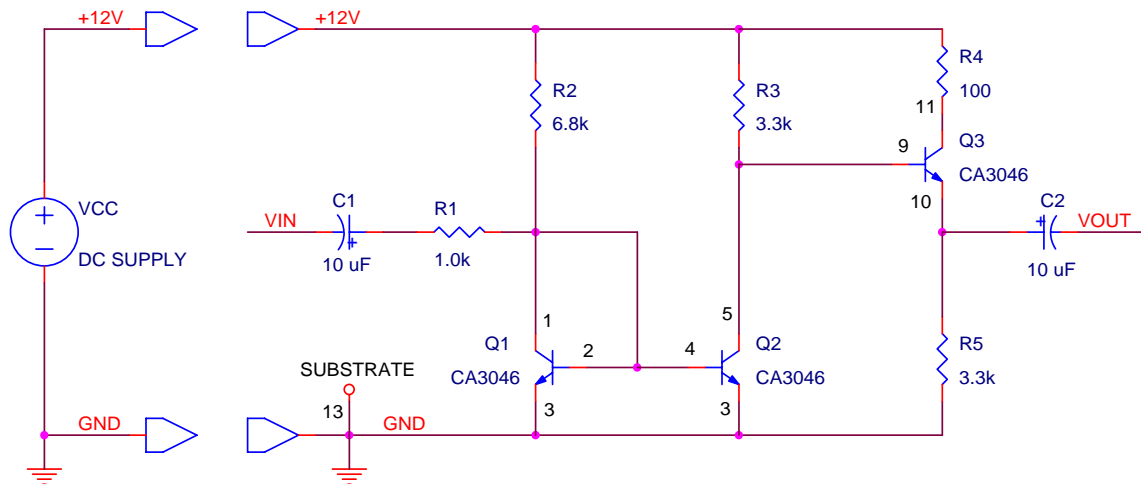 +12V
+12V
R2
6.8k
R3
3.3k
R4
100
11
9
Q3
CA3046
10
VCC
DC SUPPLY
VIN
C1
10 uF
R1
1.0k
C2
10 uF
VOUT
1
Q1
CA3046
2
3
4
5
Q2
CA3046
3
R5
3.3k
SUBSTRATE
13
GND
GND